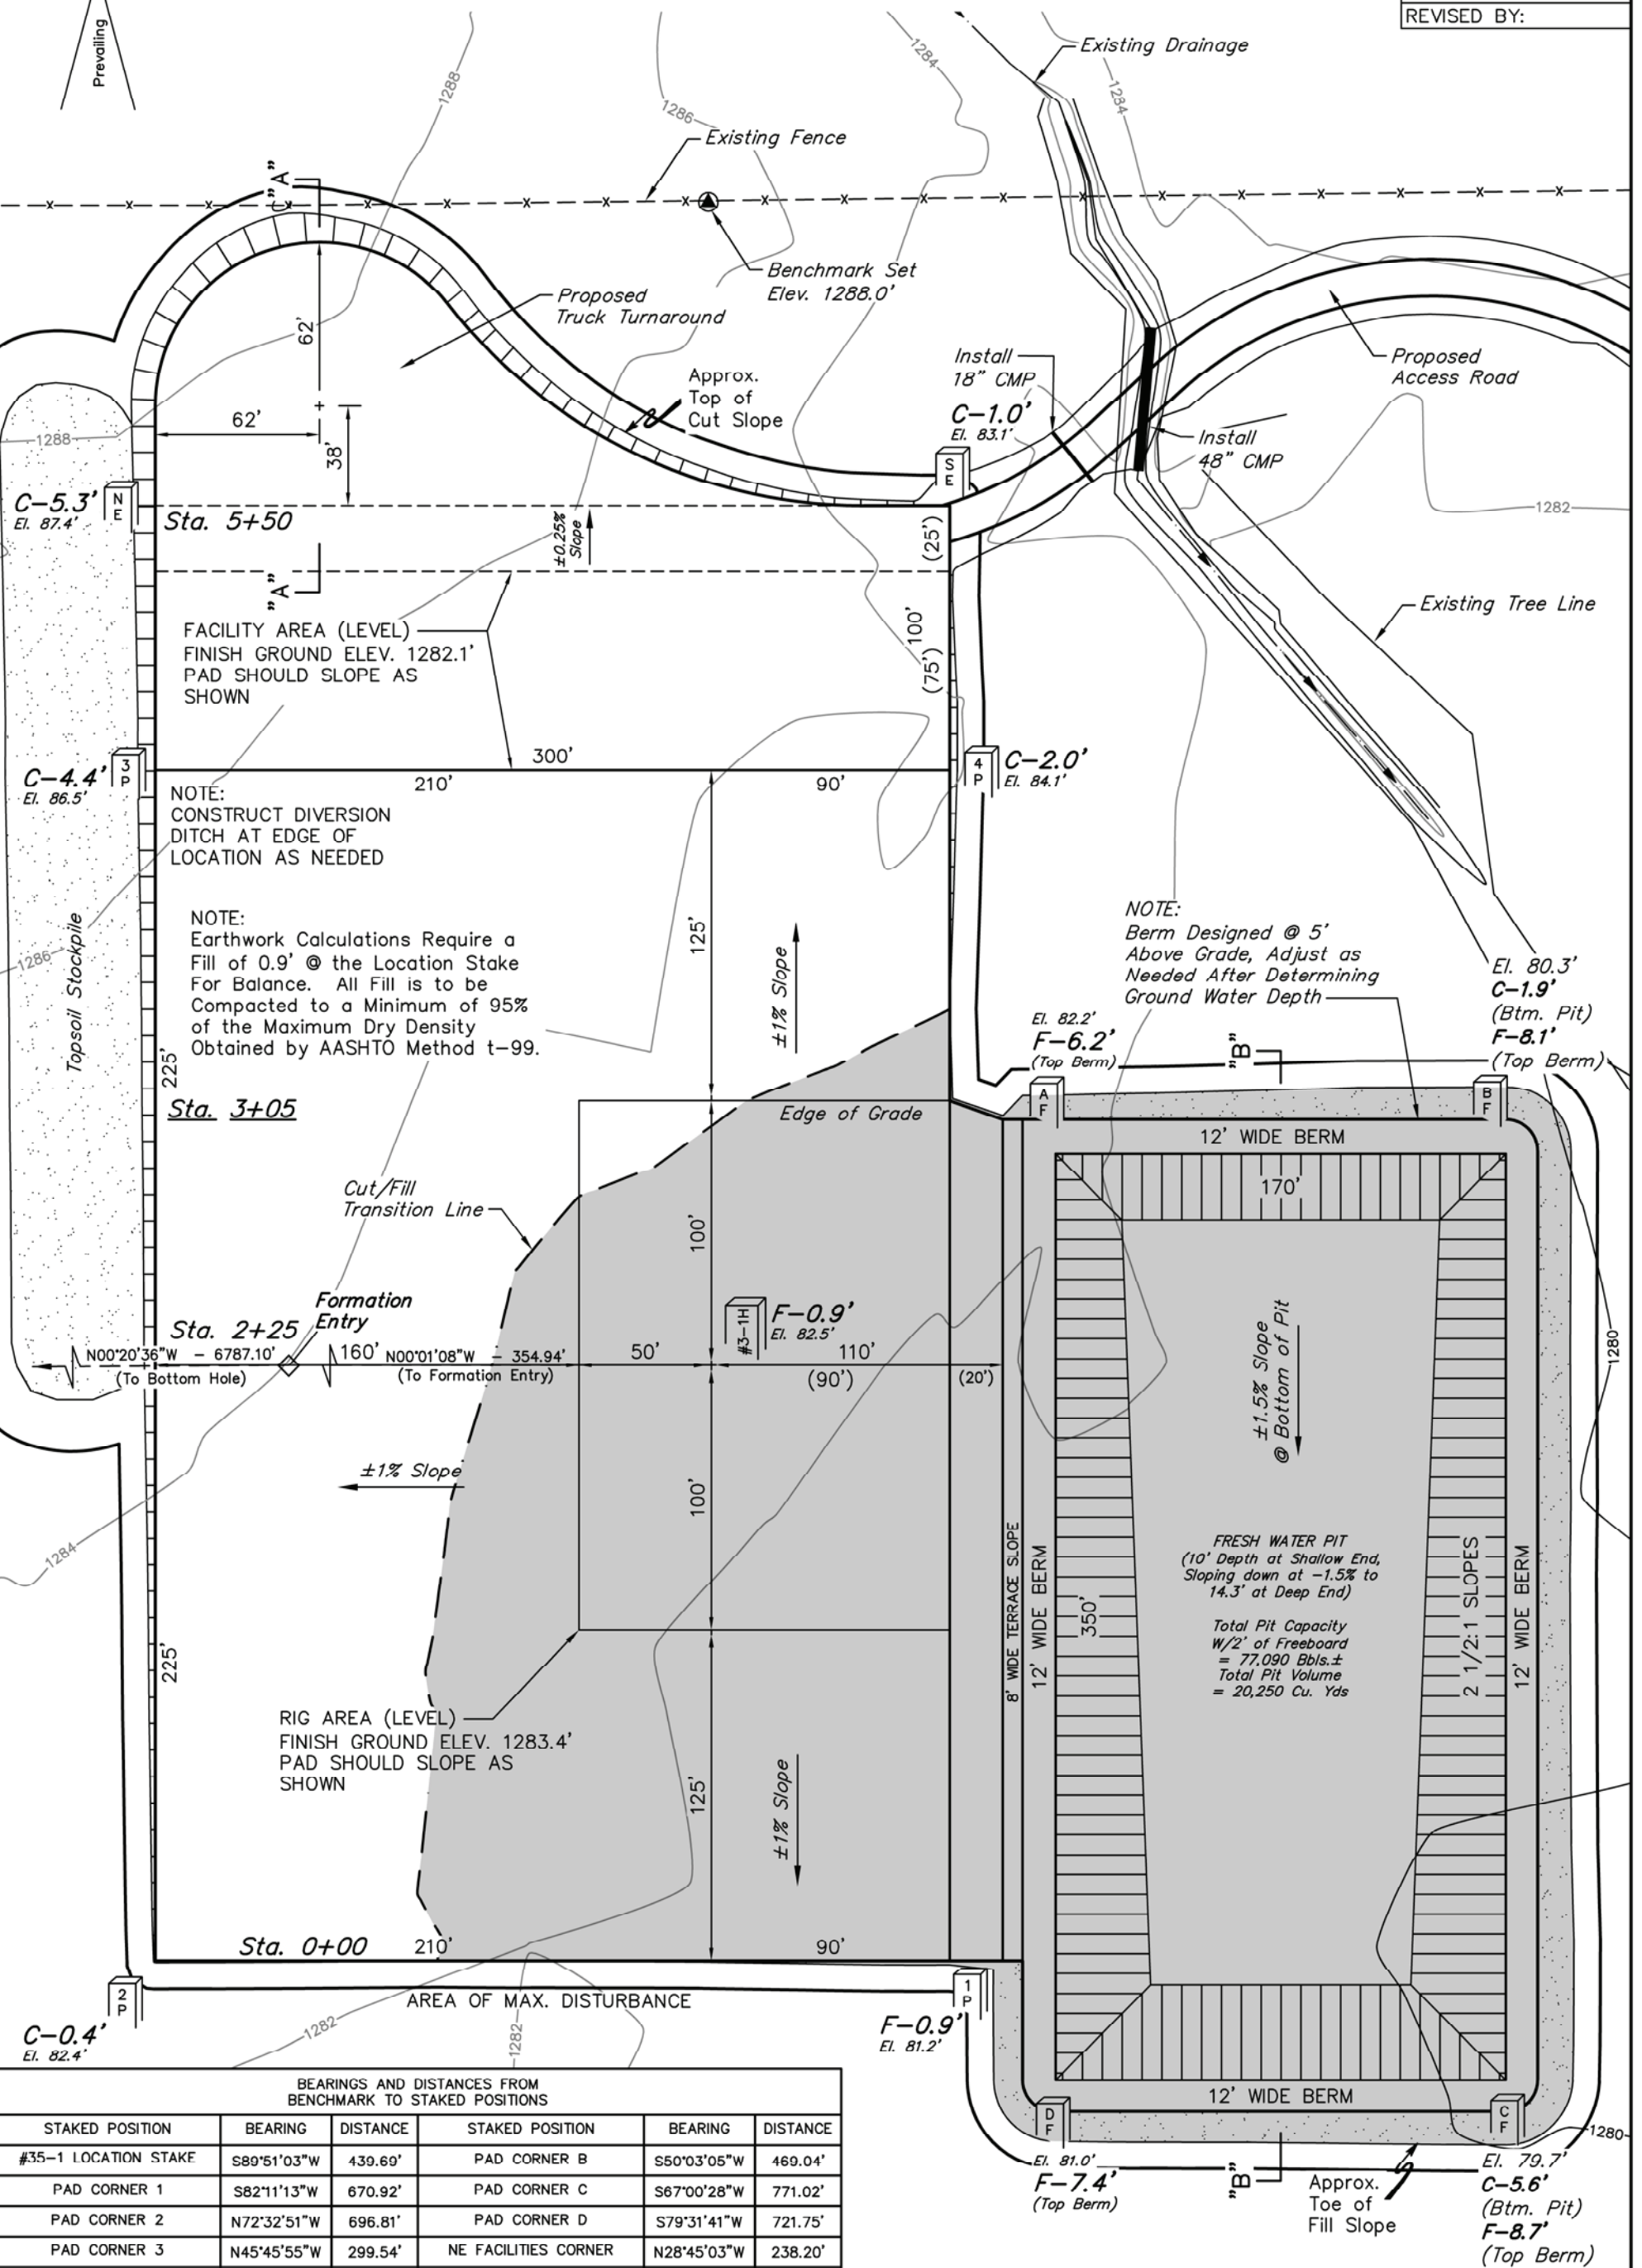 REVISED BY:
Prevailing
1288
1286
1284
Existing Drainage
1284
Existing Fence
"A"
Benchmark Set
Elev. 1288.0'
Proposed
Truck Turnaround
62'
62'
38'
Approx.
Top of
Cut Slope
Install
18" CMP
C-1.0'
El. 83.1'
Proposed
Access Road
Install
48" CMP
1288
S
E
C-5.3'
El. 87.4'
N
E
Sta. 5+50
±0.25%
Slope
(25')
1282
"A"
100'
(75')
Existing Tree Line
FACILITY AREA (LEVEL)
FINISH GROUND ELEV. 1282.1'
PAD SHOULD SLOPE AS
SHOWN
300'
3
P
C-4.4'
El. 86.5'
210'
90'
4
P
C-2.0'
El. 84.1'
NOTE:
CONSTRUCT DIVERSION
DITCH AT EDGE OF
LOCATION AS NEEDED
NOTE:
Earthwork Calculations Require a
Fill of 0.9' @ the Location Stake
For Balance. All Fill is to be
Compacted to a Minimum of 95%
of the Maximum Dry Density
Obtained by AASHTO Method t-99.
Topsoil Stockpile
1286
125'
±1% Slope
NOTE:
Berm Designed @ 5'
Above Grade, Adjust as
Needed After Determining
Ground Water Depth
El. 80.3'
C-1.9'
(Btm. Pit)
F-8.1'
(Top Berm)
El. 82.2'
F-6.2'
(Top Berm)
"B"
225'
Sta. 3+05
Edge of Grade
A
F
B
F
12' WIDE BERM
170'
Cut/Fill
Transition Line
100'
Formation
Entry
Sta. 2+25
#3-1H
F-0.9'
El. 82.5'
N00°20'36"W - 6787.10'
(To Bottom Hole)
160'
N00°01'08"W - 354.94'
(To Formation Entry)
50'
110'
(90')
(20')
±1.5% Slope
@ Bottom of Pit
1280
±1% Slope
100'
1284
8' WIDE TERRACE SLOPE
12' WIDE BERM
350'
FRESH WATER PIT
(10' Depth at Shallow End,
Sloping down at -1.5% to
14.3' at Deep End)
Total Pit Capacity
W/2' of Freeboard
= 77,090 Bbls.±
Total Pit Volume
= 20,250 Cu. Yds
2 1/2:1 SLOPES
12' WIDE BERM
225'
RIG AREA (LEVEL)
FINISH GROUND ELEV. 1283.4'
PAD SHOULD SLOPE AS
SHOWN
125'
±1% Slope
Sta. 0+00
210'
90'
2
P
AREA OF MAX. DISTURBANCE
1
P
C-0.4'
El. 82.4'
1282
1282
F-0.9'
El. 81.2'
12' WIDE BERM
D
F
C
F
1280
El. 81.0'
F-7.4'
(Top Berm)
"B"
Approx.
Toe of
Fill Slope
El. 79.7'
C-5.6'
(Btm. Pit)
F-8.7'
(Top Berm)
BEARINGS AND DISTANCES FROM
BENCHMARK TO STAKED POSITIONS
STAKED POSITION BEARING DISTANCE STAKED POSITION BEARING DISTANCE
#35-1 LOCATION STAKE S89°51'03"W 439.69' PAD CORNER B S50°03'05"W 469.04'
PAD CORNER 1 S82°11'13"W 670.92' PAD CORNER C S67°00'28"W 771.02'
PAD CORNER 2 N72°32'51"W 696.81' PAD CORNER D S79°31'41"W 721.75'
PAD CORNER 3 N45°45'55"W 299.54' NE FACILITIES CORNER N28°45'03"W 238.20'